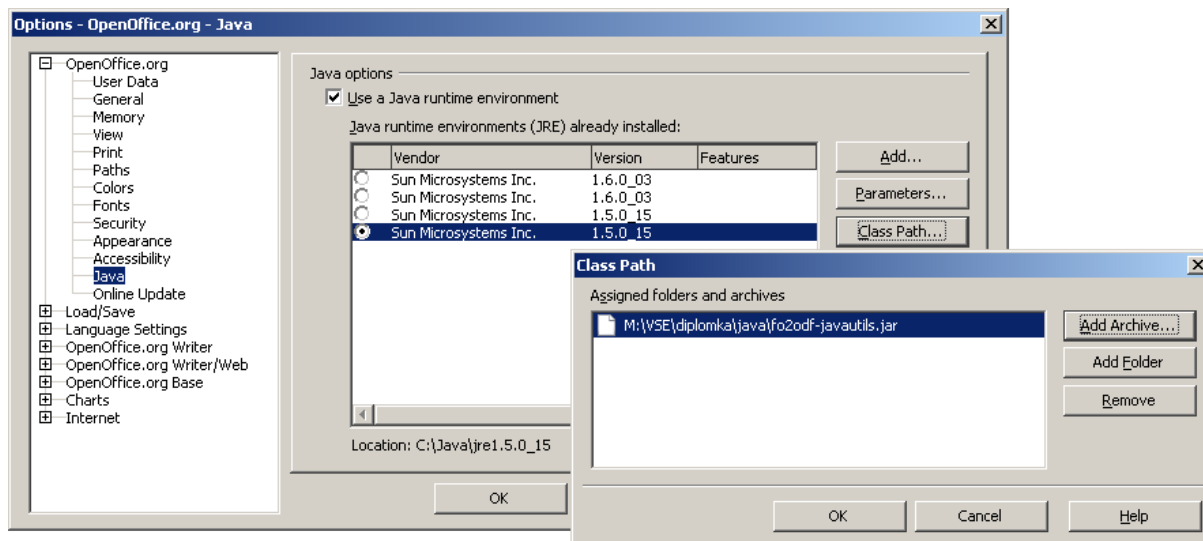 Options - OpenOffice.org - Java
OpenOffice.org
User Data
General
Memory
View
Print
Paths
Colors
Fonts
Security
Appearance
Accessibility
Java
Online Update
Load/Save
Language Settings
OpenOffice.org Writer
OpenOffice.org Writer/Web
OpenOffice.org Base
Charts
Internet
Java options
Use a Java runtime environment
Java runtime environments (JRE) already installed:
Vendor Version Features
Sun Microsystems Inc. 1.6.0_03
Sun Microsystems Inc. 1.6.0_03
Sun Microsystems Inc. 1.5.0_15
Sun Microsystems Inc. 1.5.0_15
Add...
Parameters...
Class Path...
Location: C:\Java\jre1.5.0_15
OK
Class Path
Assigned folders and archives
M:\VSE\diplomka\java\fo2odf-javautils.jar
Add Archive...
Add Folder
Remove
OK Cancel Help